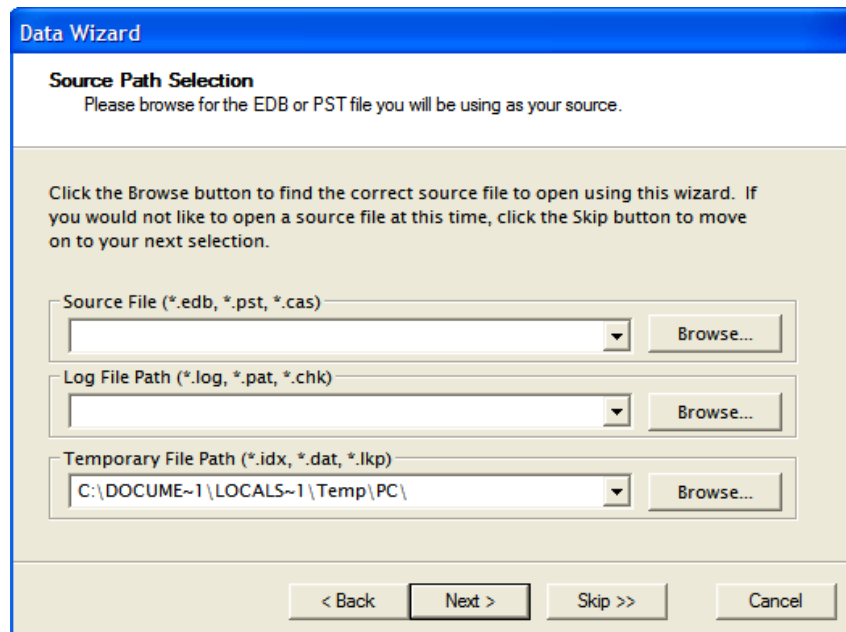 Data Wizard
Source Path Selection
Please browse for the EDB or PST file you will be using as your source.
Click the Browse button to find the correct source file to open using this wizard.  If
you would not like to open a source file at this time, click the Skip button to move
on to your next selection.
Source File (*.edb, *.pst, *.cas)
Browse...
Log File Path (*.log, *.pat, *.chk)
Browse...
Temporary File Path (*.idx, *.dat, *.lkp)
C:\DOCUME~1\LOCALS~1\Temp\PC\
Browse...
< Back
Next >
Skip >>
Cancel